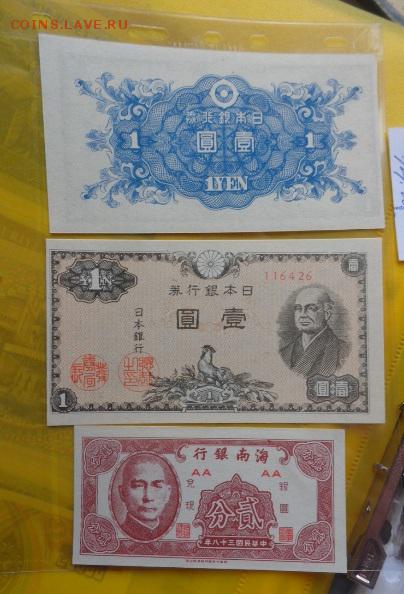 COINS.SU
日本銀行券
1 壹圓 1
1 YEN
日本銀行券
1
116426
壹圓
日本銀行
壹圓
1
海南銀行
AA AA
兌現
銀圓
貳分
中華民國三十八年